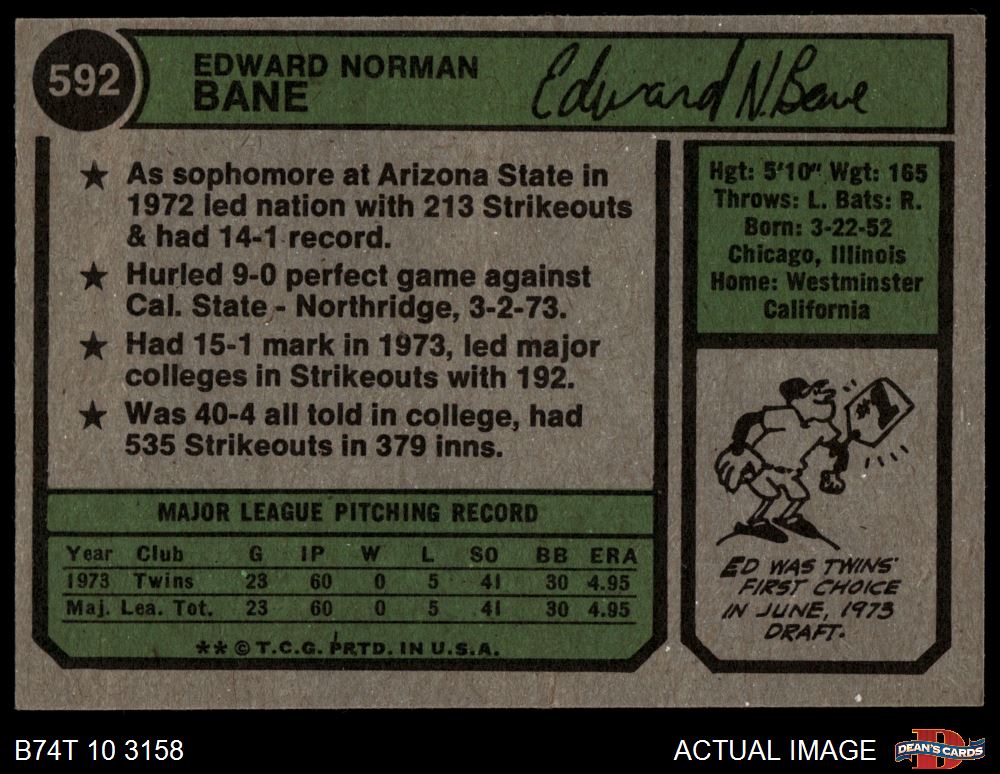 592
EDWARD NORMAN
BANE
Edward N. Bane
★ As sophomore at Arizona State in
1972 led nation with 213 Strikeouts
& had 14-1 record.
★ Hurled 9-0 perfect game against
Cal. State - Northridge, 3-2-73.
★ Had 15-1 mark in 1973, led major
colleges in Strikeouts with 192.
★ Was 40-4 all told in college, had
535 Strikeouts in 379 inns.
MAJOR LEAGUE PITCHING RECORD
Year Club G IP W L SO BB ERA
1973 Twins 23 60 0 5 41 30 4.95
Maj. Lea. Tot. 23 60 0 5 41 30 4.95
** © T.C.G. PRTD. IN U.S.A.
Hgt: 5'10" Wgt: 165
Throws: L. Bats: R.
Born: 3-22-52
Chicago, Illinois
Home: Westminster
California
#1
ED WAS TWINS'
FIRST CHOICE
IN JUNE, 1973
DRAFT.
B74T 10 3158
ACTUAL IMAGE
D
DEAN'S CARDS